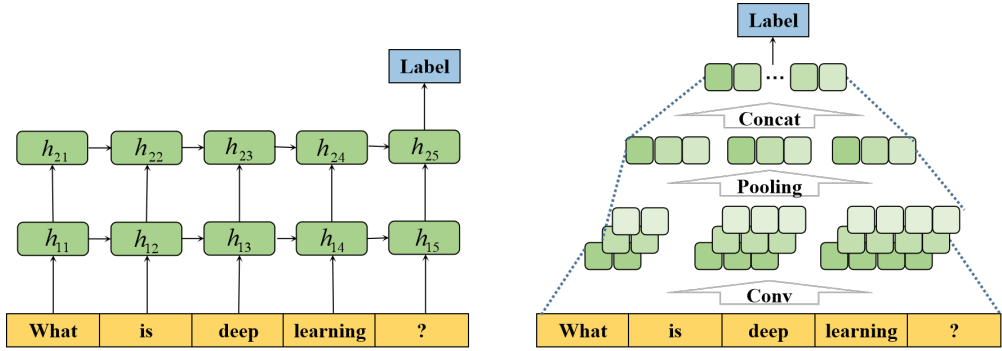 Label
h21 h22 h23 h24 h25
h11 h12 h13 h14 h15
What is deep learning ?
Label
...
Concat
Pooling
Conv
What is deep learning ?